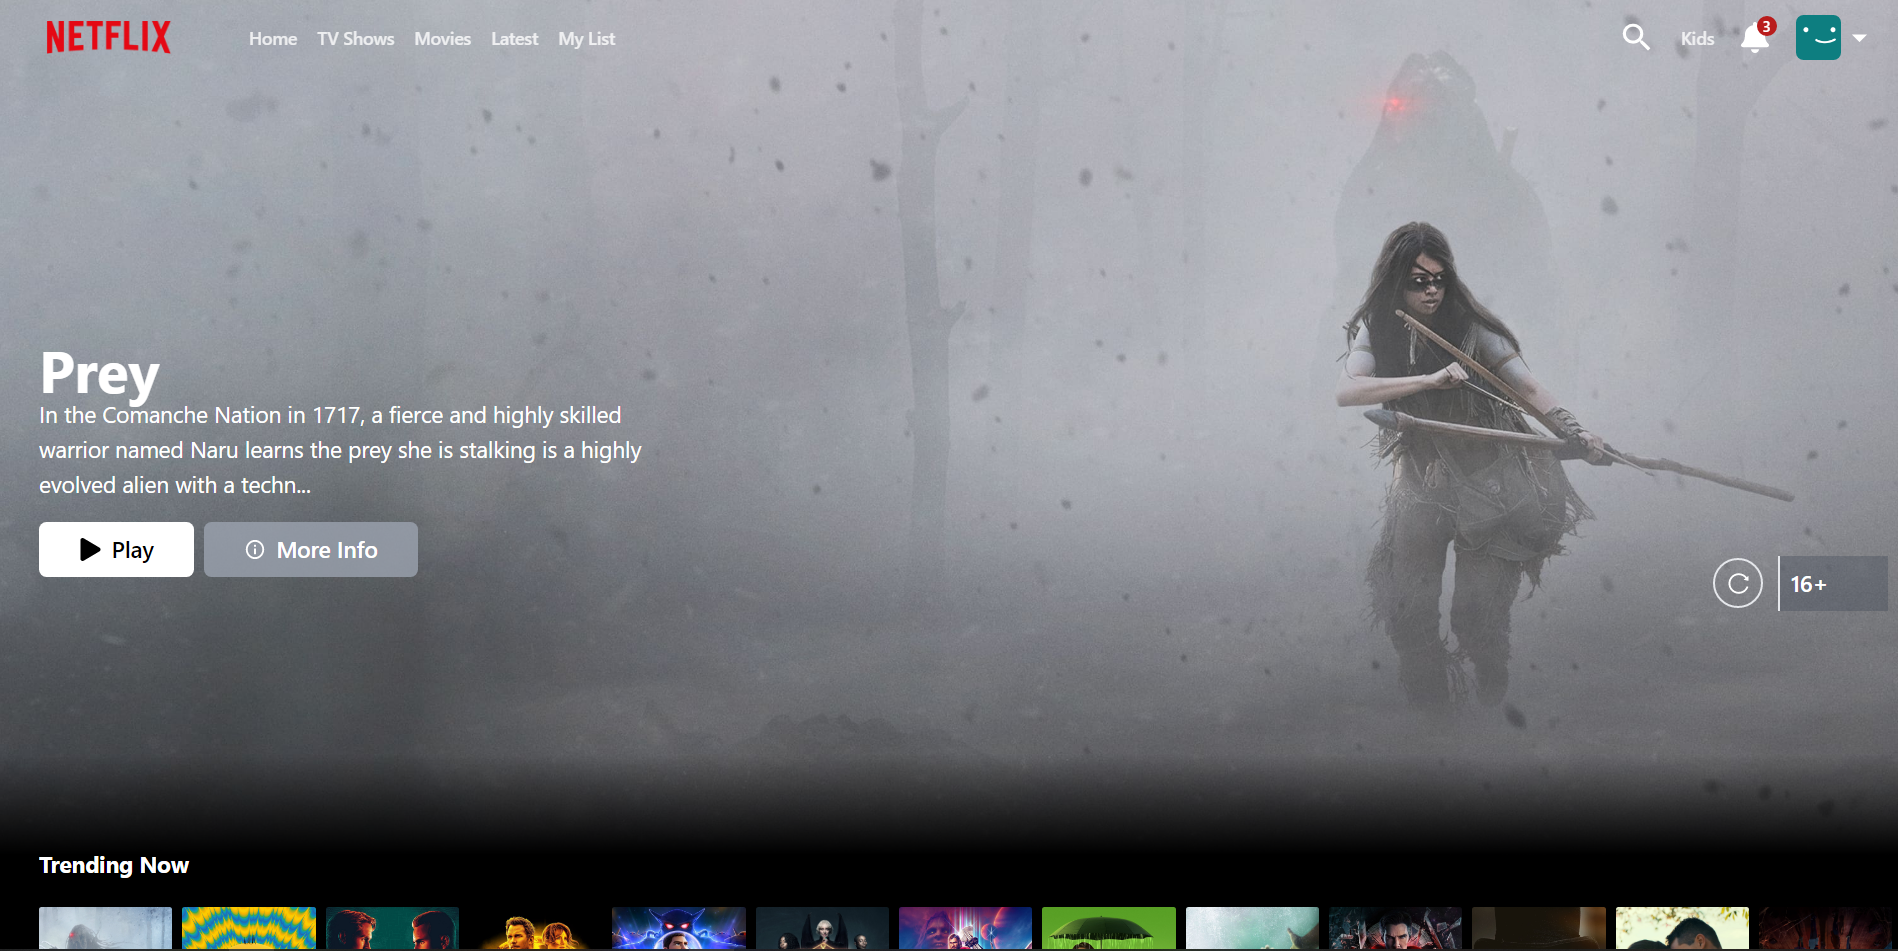 NETFLIX
Home TV Shows Movies Latest My List
Kids
3
Prey
In the Comanche Nation in 1717, a fierce and highly skilled
warrior named Naru learns the prey she is stalking is a highly
evolved alien with a techn...
Play More Info
16+
Trending Now